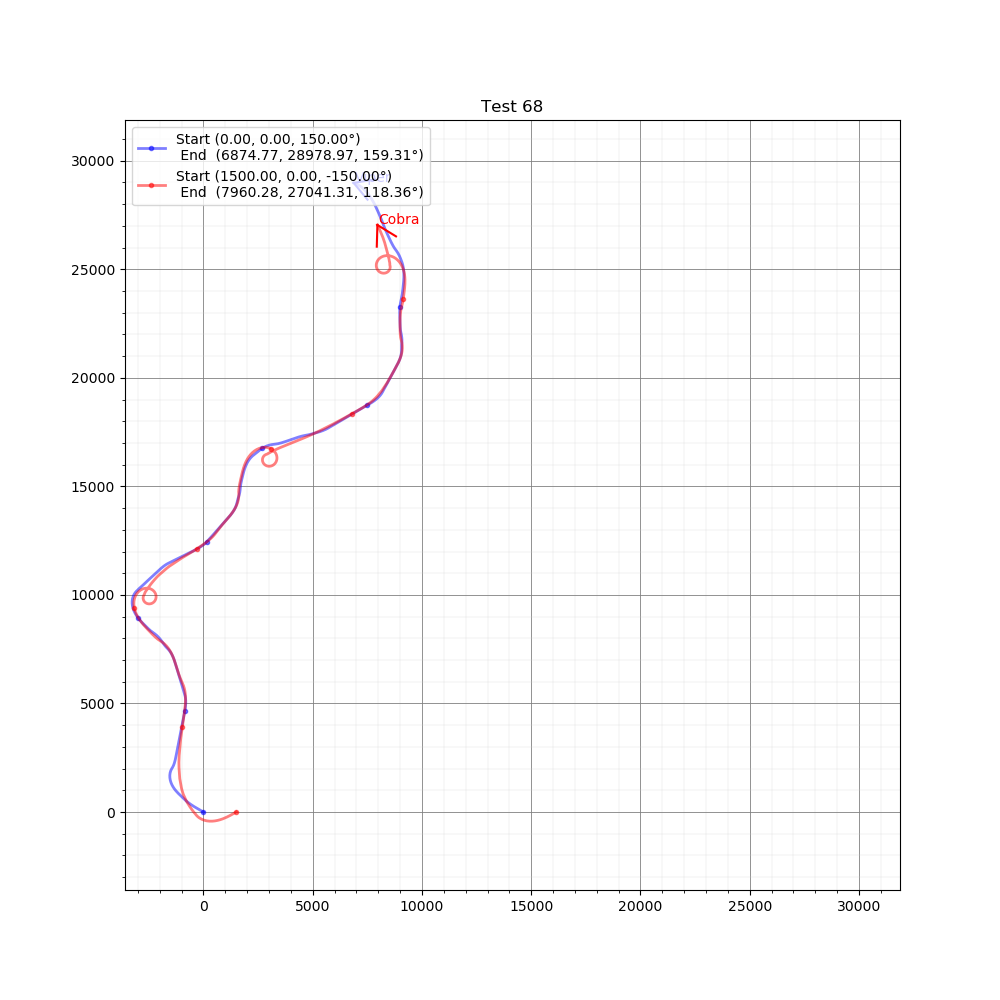 Test 68
Start (0.00, 0.00, 150.00°)
End  (6874.77, 28978.97, 159.31°)
Start (1500.00, 0.00, -150.00°)
End  (7960.28, 27041.31, 118.36°)
Cobra
30000
25000
20000
15000
10000
5000
0
0 5000 10000 15000 20000 25000 30000